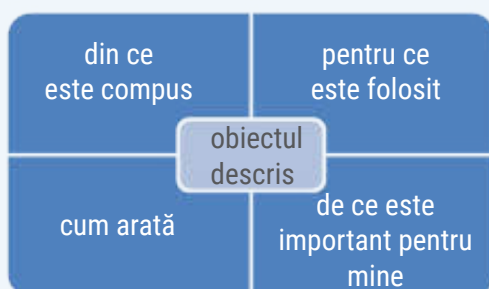 din ce
este compus
pentru ce
este folosit
obiectul
descris
cum arată
de ce este
important pentru
mine